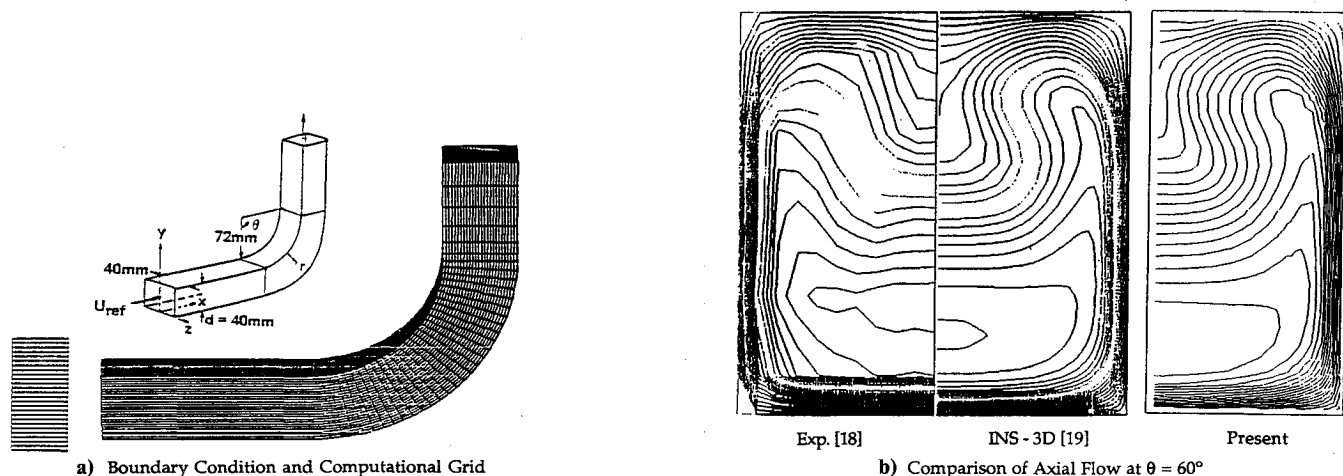 θ
72mm
y
r
40mm
U_ref
x
d = 40mm
z
a) Boundary Condition and Computational Grid
Exp. [18]
INS - 3D [19]
Present
b) Comparison of Axial Flow at θ = 60°